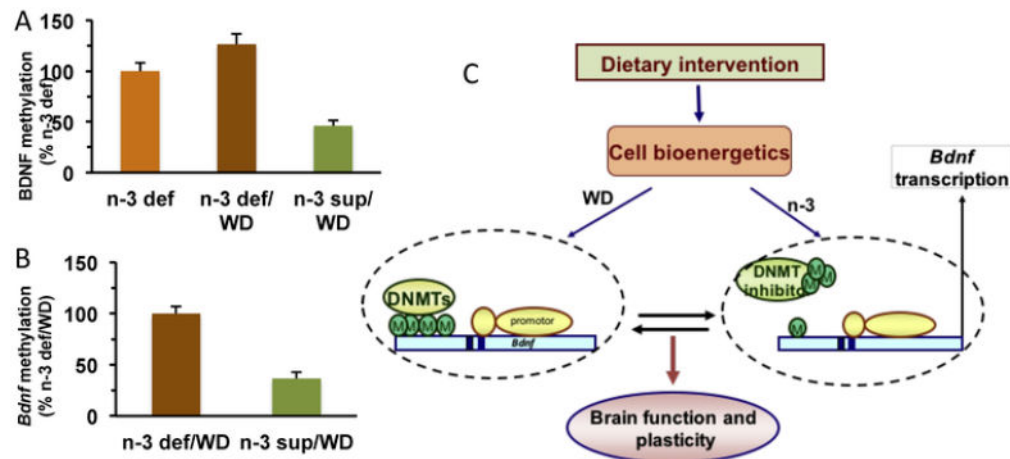 A
150
100
50
0
BDNF methylation
(% n-3 def)
n-3 def
n-3 def/
WD
n-3 sup/
WD
B
150
100
50
0
Bdnf methylation
(% n-3 def/WD)
n-3 def/WD
n-3 sup/WD
C
Dietary intervention
Cell bioenergetics
WD
n-3
Bdnf
transcription
DNMTs
M M M M
promotor
Bdnf
DNMT
inhibito
M
M
M
M
Brain function and
plasticity